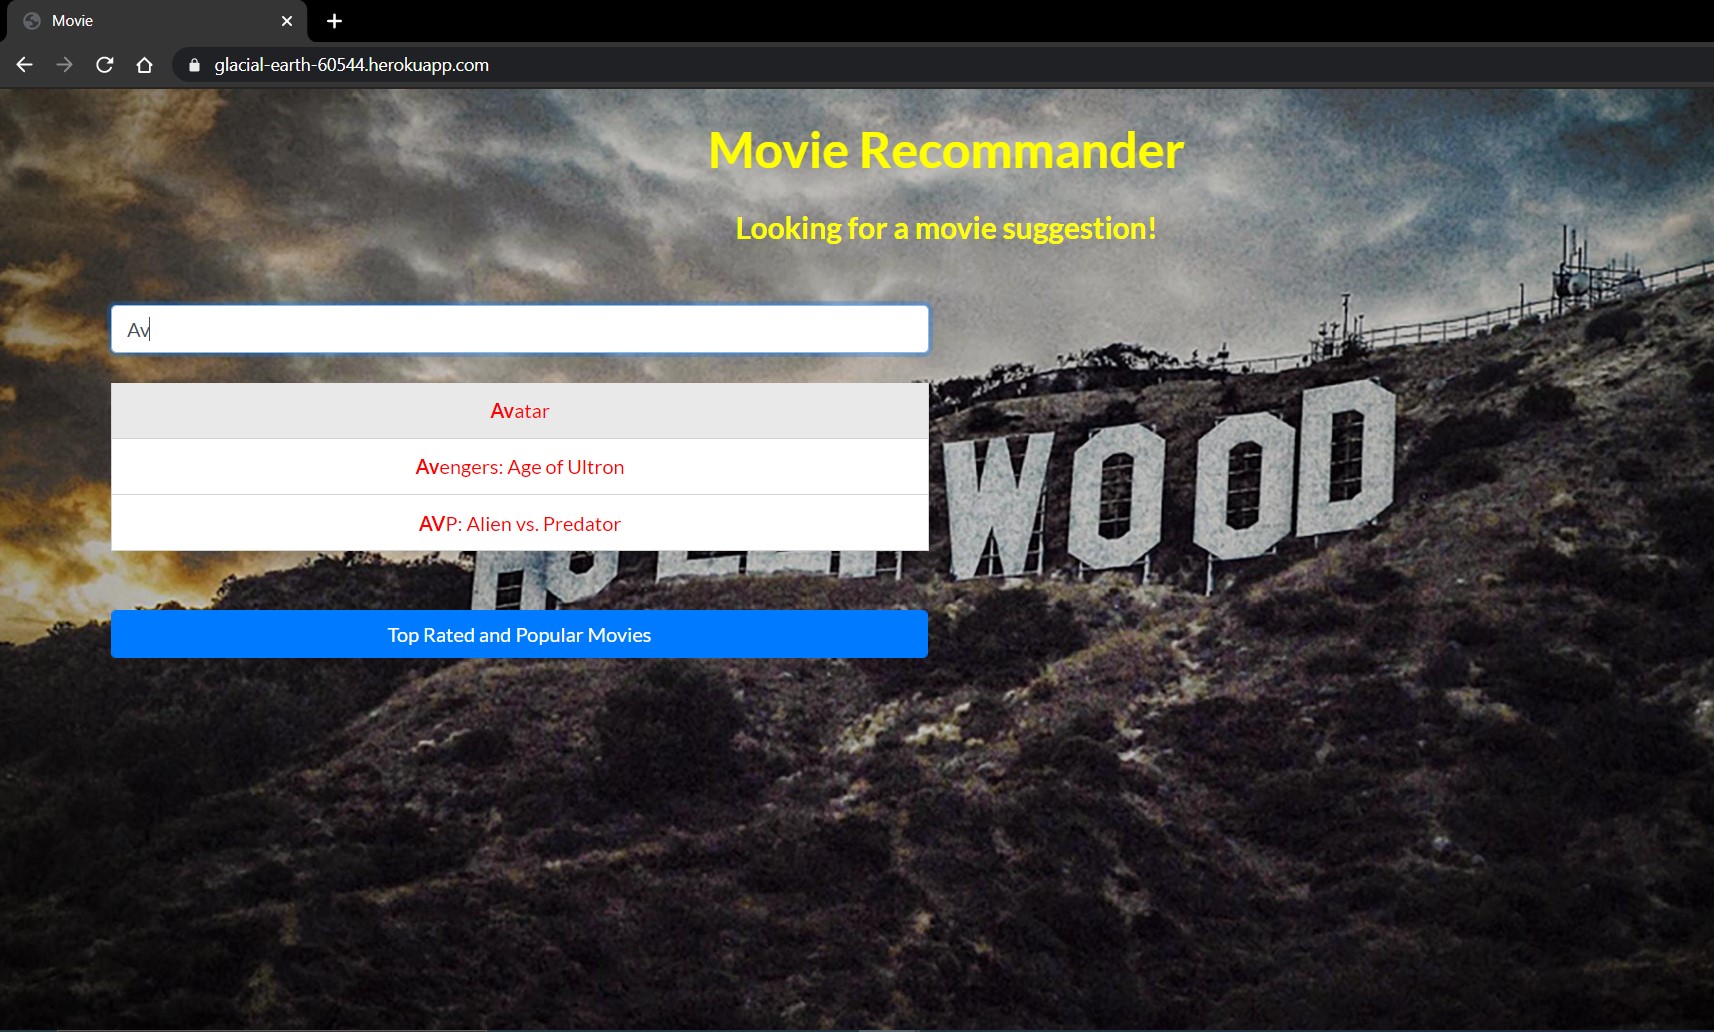 Movie
glacial-earth-60544.herokuapp.com
Movie Recommander
Looking for a movie suggestion!
Av
Avatar
Avengers: Age of Ultron
AVP: Alien vs. Predator
WOOD
Top Rated and Popular Movies